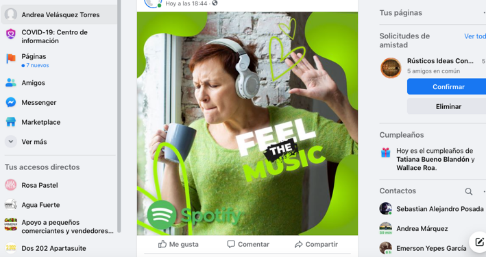 Andrea Velásquez Torres
COVID-19: Centro de
información
Páginas
7 nuevos
Amigos
Messenger
Marketplace
Ver más
Tus accesos directos
Rosa Pastel
Agua Fuerte
Apoyo a pequeños
comerciantes y vendedores...
Dos 202 Apartasuite
Hoy a las 18:44
FEEL
THE
MUSIC
Spotify
Me gusta
Comentar
Compartir
Tus páginas
Solicitudes de
amistad
Ver tod
Rústicos Ideas Con...
5
5 amigos en común
Confirmar
Eliminar
Cumpleaños
Hoy es el cumpleaños de
Tatiana Bueno Blandón y
Wallace Roa.
Contactos
Sebastian Alejandro Posada
Andrea Márquez
Emerson Yepes García